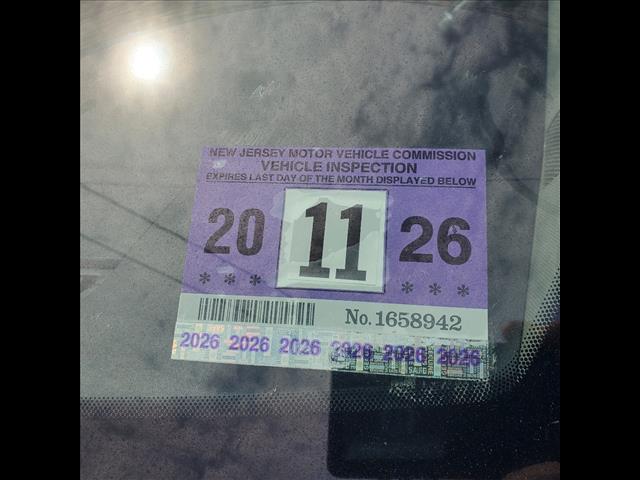 NEW JERSEY MOTOR VEHICLE COMMISSION
VEHICLE INSPECTION
EXPIRES LAST DAY OF THE MONTH DISPLAYED BELOW
20 11 26
* * * * * *
No. 1658942
2026 2026 2026 2026 2026 2026